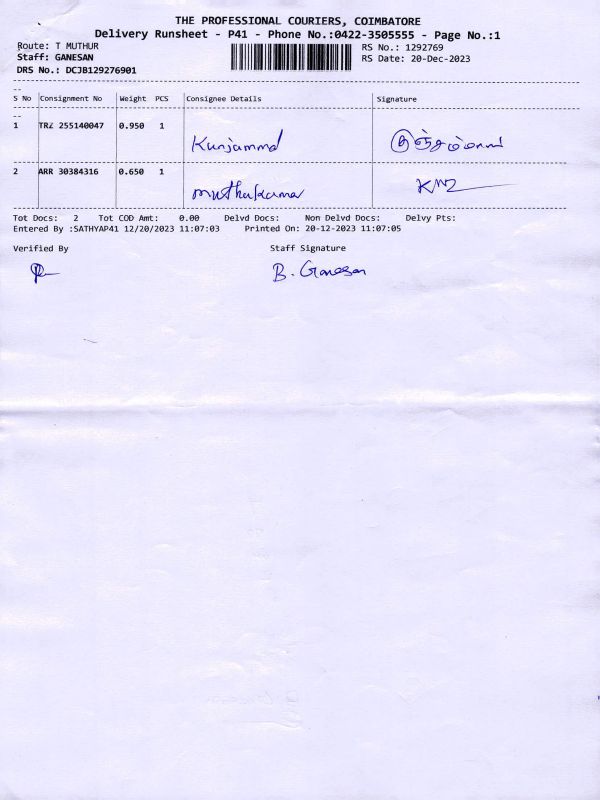 THE PROFESSIONAL COURIERS, COIMBATORE
Delivery Runsheet - P41 - Phone No.:0422-3505555 - Page No.:1
Route: T MUTHUR
RS No.: 1292769
Staff: GANESAN
RS Date: 20-Dec-2023
DRS No.: DCJB129276901
S No Consignment No Weight PCS Consignee Details Signature
1 TRZ 255140047 0.950 1 Kunjammal
2 ARR 30384316 0.650 1 Muthukumar
Tot Docs: 2 Tot COD Amt: 0.00 Delvd Docs: Non Delvd Docs: Delvy Pts:
Entered By :SATHYAP41 12/20/2023 11:07:03 Printed On: 20-12-2023 11:07:05
Verified By Staff Signature
B. Ganesan